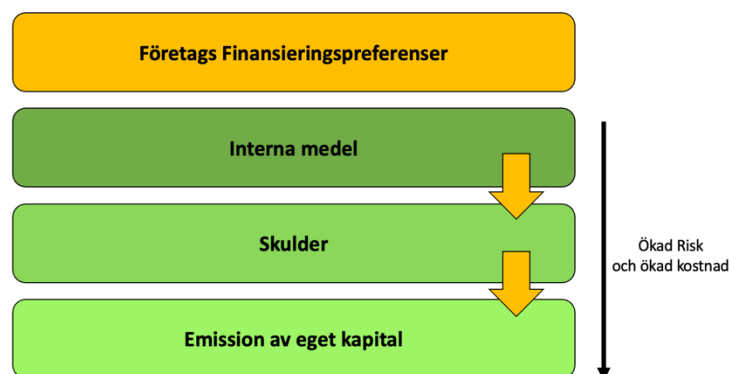 Företags Finansieringspreferenser
Interna medel
Skulder
Ökad Risk
och ökad kostnad
Emission av eget kapital